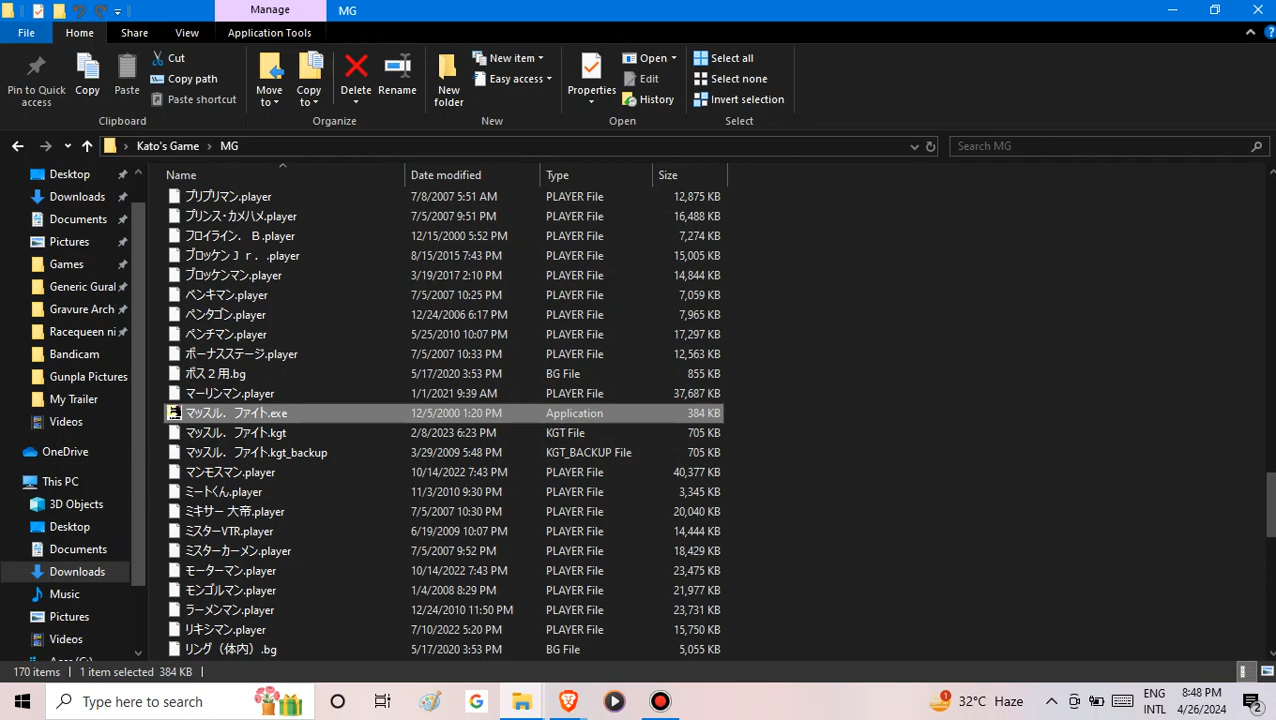 Manage
MG
File
Home
Share
View
Application Tools
Pin to Quick access
Copy
Paste
Cut
Copy path
Paste shortcut
Clipboard
Move to
Copy to
Delete
Rename
Organize
New folder
New item
Easy access
New
Properties
Open
Edit
History
Open
Select all
Select none
Invert selection
Select
Kato's Game
MG
Search MG
Desktop
Downloads
Documents
Pictures
Games
Generic Gural
Gravure Arch
Racequeen ni
Bandicam
Gunpla Pictures
My Trailer
Videos
OneDrive
This PC
3D Objects
Desktop
Documents
Downloads
Music
Pictures
Videos
Name Date modified Type Size
プリプリマン.player 7/8/2007 5:51 AM PLAYER File 12,875 KB
プリンス・カメハメ.player 7/5/2007 9:51 PM PLAYER File 16,488 KB
フロイライン．Ｂ.player 12/15/2000 5:52 PM PLAYER File 7,274 KB
ブロッケンＪｒ．.player 8/15/2015 7:43 PM PLAYER File 15,005 KB
ブロッケンマン.player 3/19/2017 2:10 PM PLAYER File 14,844 KB
ベンキマン.player 7/5/2007 10:25 PM PLAYER File 7,059 KB
ペンタゴン.player 12/24/2006 6:17 PM PLAYER File 7,965 KB
ペンチマン.player 5/25/2010 10:07 PM PLAYER File 17,297 KB
ボーナスステージ.player 7/5/2007 10:33 PM PLAYER File 12,563 KB
ボス２用.bg 5/17/2020 3:53 PM BG File 855 KB
マーリンマン.player 1/1/2021 9:39 AM PLAYER File 37,687 KB
マッスル．ファイト.exe 12/5/2000 1:20 PM Application 384 KB
マッスル．ファイト.kgt 2/8/2023 6:23 PM KGT File 705 KB
マッスル．ファイト.kgt_backup 3/29/2009 5:48 PM KGT_BACKUP File 705 KB
マンモスマン.player 10/14/2022 7:43 PM PLAYER File 40,377 KB
ミートくん.player 11/3/2010 9:30 PM PLAYER File 3,345 KB
ミキサー大帝.player 7/5/2007 10:30 PM PLAYER File 20,040 KB
ミスターVTR.player 6/19/2009 10:07 PM PLAYER File 14,444 KB
ミスターカーメン.player 7/5/2007 9:52 PM PLAYER File 18,429 KB
モーターマン.player 10/14/2022 7:43 PM PLAYER File 23,475 KB
モンゴルマン.player 1/4/2008 8:29 PM PLAYER File 21,977 KB
ラーメンマン.player 12/24/2010 11:50 PM PLAYER File 23,731 KB
リキシマン.player 7/10/2022 5:20 PM PLAYER File 15,750 KB
リング（体内）.bg 5/17/2020 3:53 PM BG File 5,055 KB
170 items 1 item selected 384 KB
Type here to search
1
32°C Haze
ENG
INTL
8:48 PM
4/26/2024
2